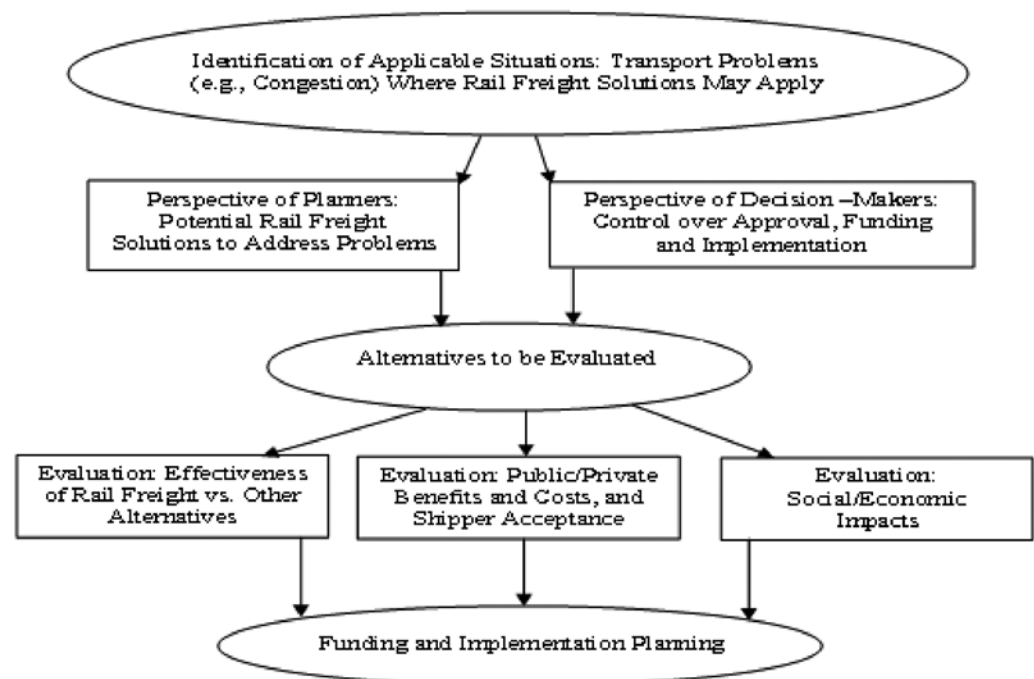 Identification of Applicable Situations: Transport Problems
(e.g., Congestion) Where Rail Freight Solutions May Apply
Perspective of Planners:
Potential Rail Freight
Solutions to Address Problems
Perspective of Decision –Makers:
Control over Approval, Funding
and Implementation
Alternatives to be Evaluated
Evaluation: Effectiveness
of Rail Freight vs. Other
Alternatives
Evaluation: Public/Private
Benefits and Costs, and
Shipper Acceptance
Evaluation:
Social/Economic
Impacts
Funding and Implementation Planning